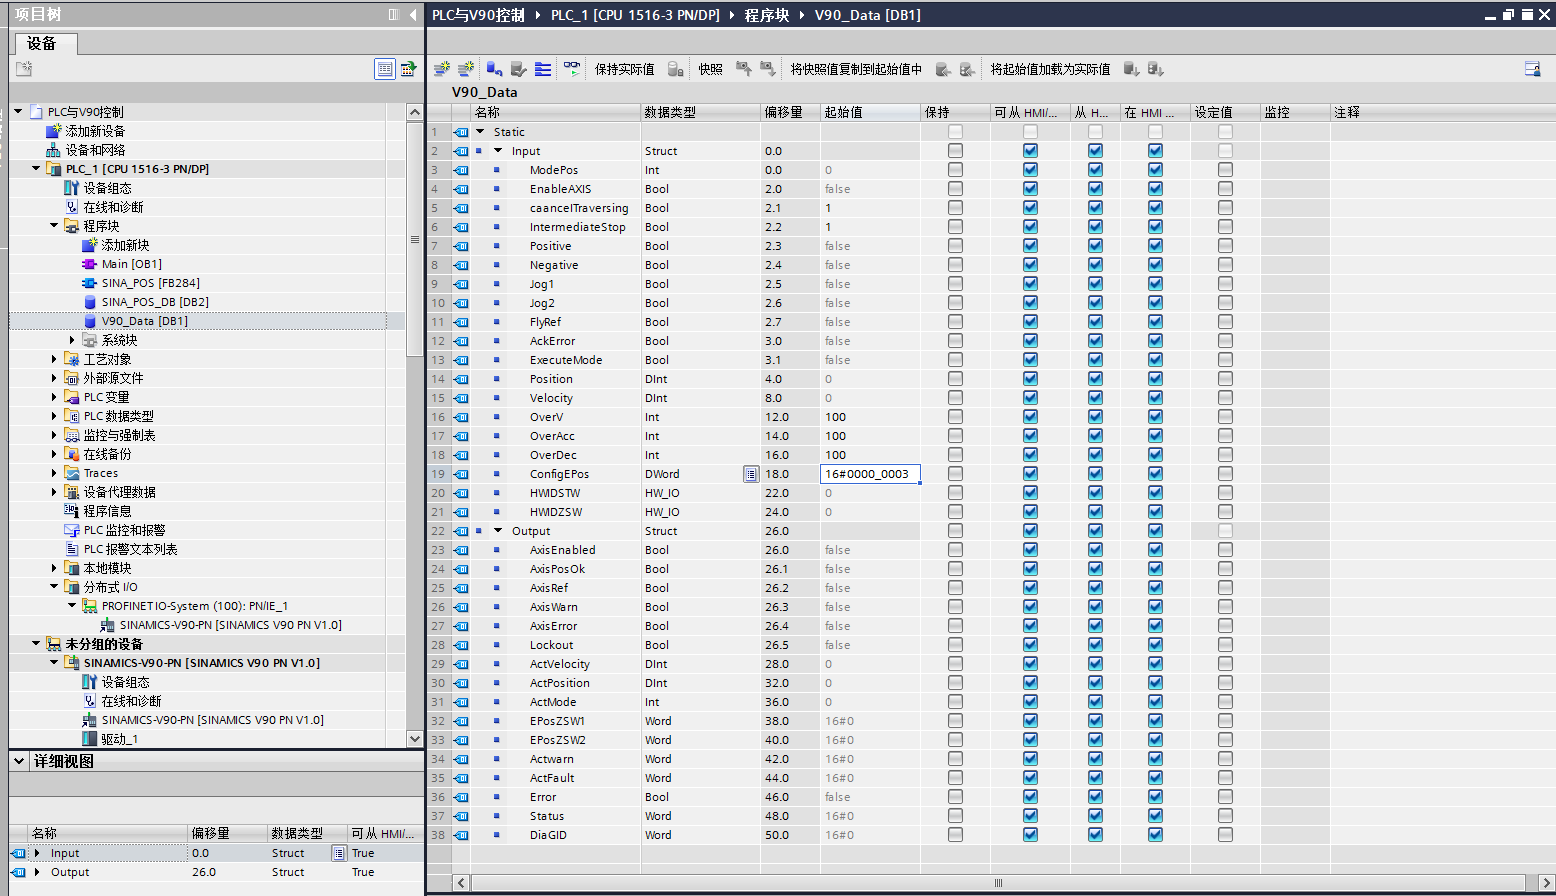 项目树
设备
PLC与V90控制
添加新设备
设备和网络
PLC_1 [CPU 1516-3 PN/DP]
设备组态
在线和诊断
程序块
添加新块
Main [OB1]
SINA_POS [FB284]
SINA_POS_DB [DB2]
V90_Data [DB1]
系统块
工艺对象
外部源文件
PLC 变量
PLC 数据类型
监控与强制表
在线备份
Traces
设备代理数据
程序信息
PLC 监控和报警
PLC 报警文本列表
本地模块
分布式 I/O
PROFINET IO-System (100): PN/IE_1
SINAMICS-V90-PN [SINAMICS V90 PN V1.0]
未分组的设备
SINAMICS-V90-PN [SINAMICS V90 PN V1.0]
设备组态
在线和诊断
SINAMICS-V90-PN [SINAMICS V90 PN V1.0]
驱动_1
详细视图
名称 偏移量 数据类型 可从 HMI/...
Input 0.0 Struct True
Output 26.0 Struct True
PLC与V90控制 PLC_1 [CPU 1516-3 PN/DP] 程序块 V90_Data [DB1]
保持实际值 快照 将快照值复制到起始值中 将起始值加载为实际值
V90_Data
名称 数据类型 偏移量 起始值 保持 可从 HMI/... 从 H... 在 HMI ... 设定值 监控 注释
1 Static
2 Input Struct 0.0
3 ModePos Int 0.0 0
4 EnableAXIS Bool 2.0 false
5 caancelTraversing Bool 2.1 1
6 IntermediateStop Bool 2.2 1
7 Positive Bool 2.3 false
8 Negative Bool 2.4 false
9 Jog1 Bool 2.5 false
10 Jog2 Bool 2.6 false
11 FlyRef Bool 2.7 false
12 AckError Bool 3.0 false
13 ExecuteMode Bool 3.1 false
14 Position DInt 4.0 0
15 Velocity DInt 8.0 0
16 OverV Int 12.0 100
17 OverAcc Int 14.0 100
18 OverDec Int 16.0 100
19 ConfigEPos DWord 18.0 16#0000_0003
20 HWIDSTW HW_IO 22.0 0
21 HWIDZSW HW_IO 24.0 0
22 Output Struct 26.0
23 AxisEnabled Bool 26.0 false
24 AxisPosOk Bool 26.1 false
25 AxisRef Bool 26.2 false
26 AxisWarn Bool 26.3 false
27 AxisError Bool 26.4 false
28 Lockout Bool 26.5 false
29 ActVelocity DInt 28.0 0
30 ActPosition DInt 32.0 0
31 ActMode Int 36.0 0
32 EPosZSW1 Word 38.0 16#0
33 EPosZSW2 Word 40.0 16#0
34 Actwarn Word 42.0 16#0
35 ActFault Word 44.0 16#0
36 Error Bool 46.0 false
37 Status Word 48.0 16#0
38 DiaGID Word 50.0 16#0